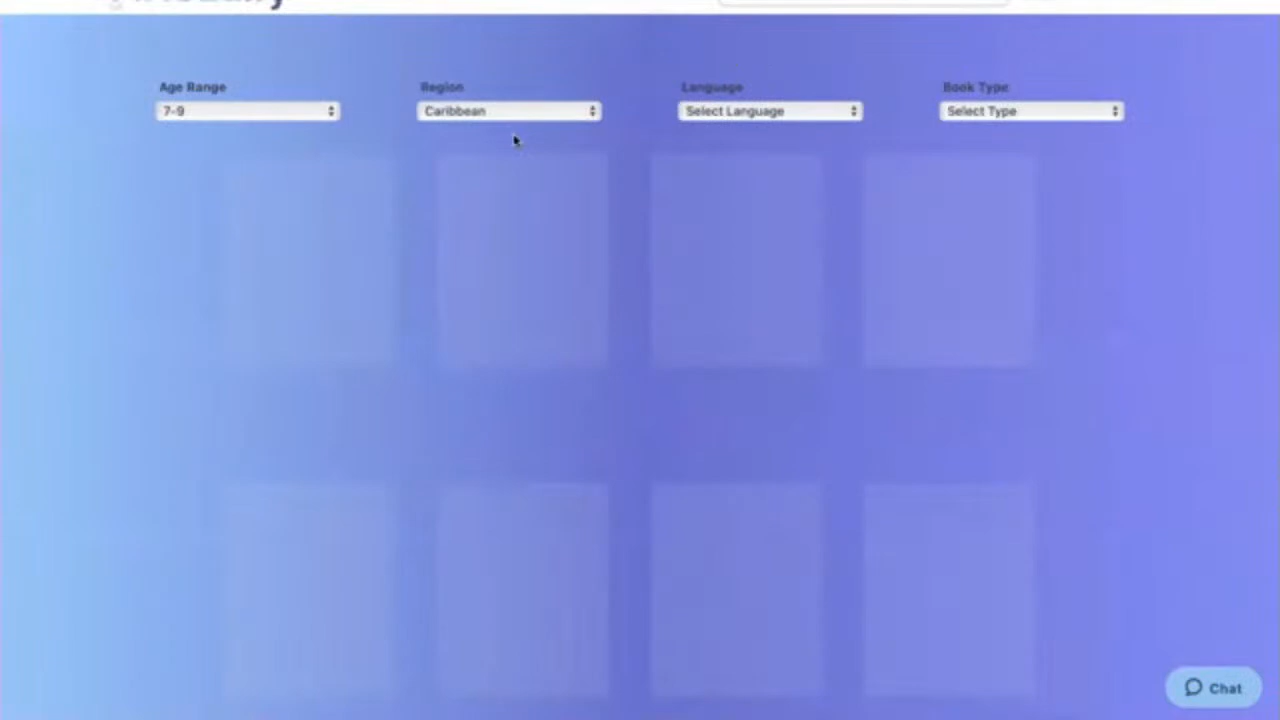 Age Range
Region
Language
Book Type
7-9
Caribbean
Select Language
Select Type
Chat